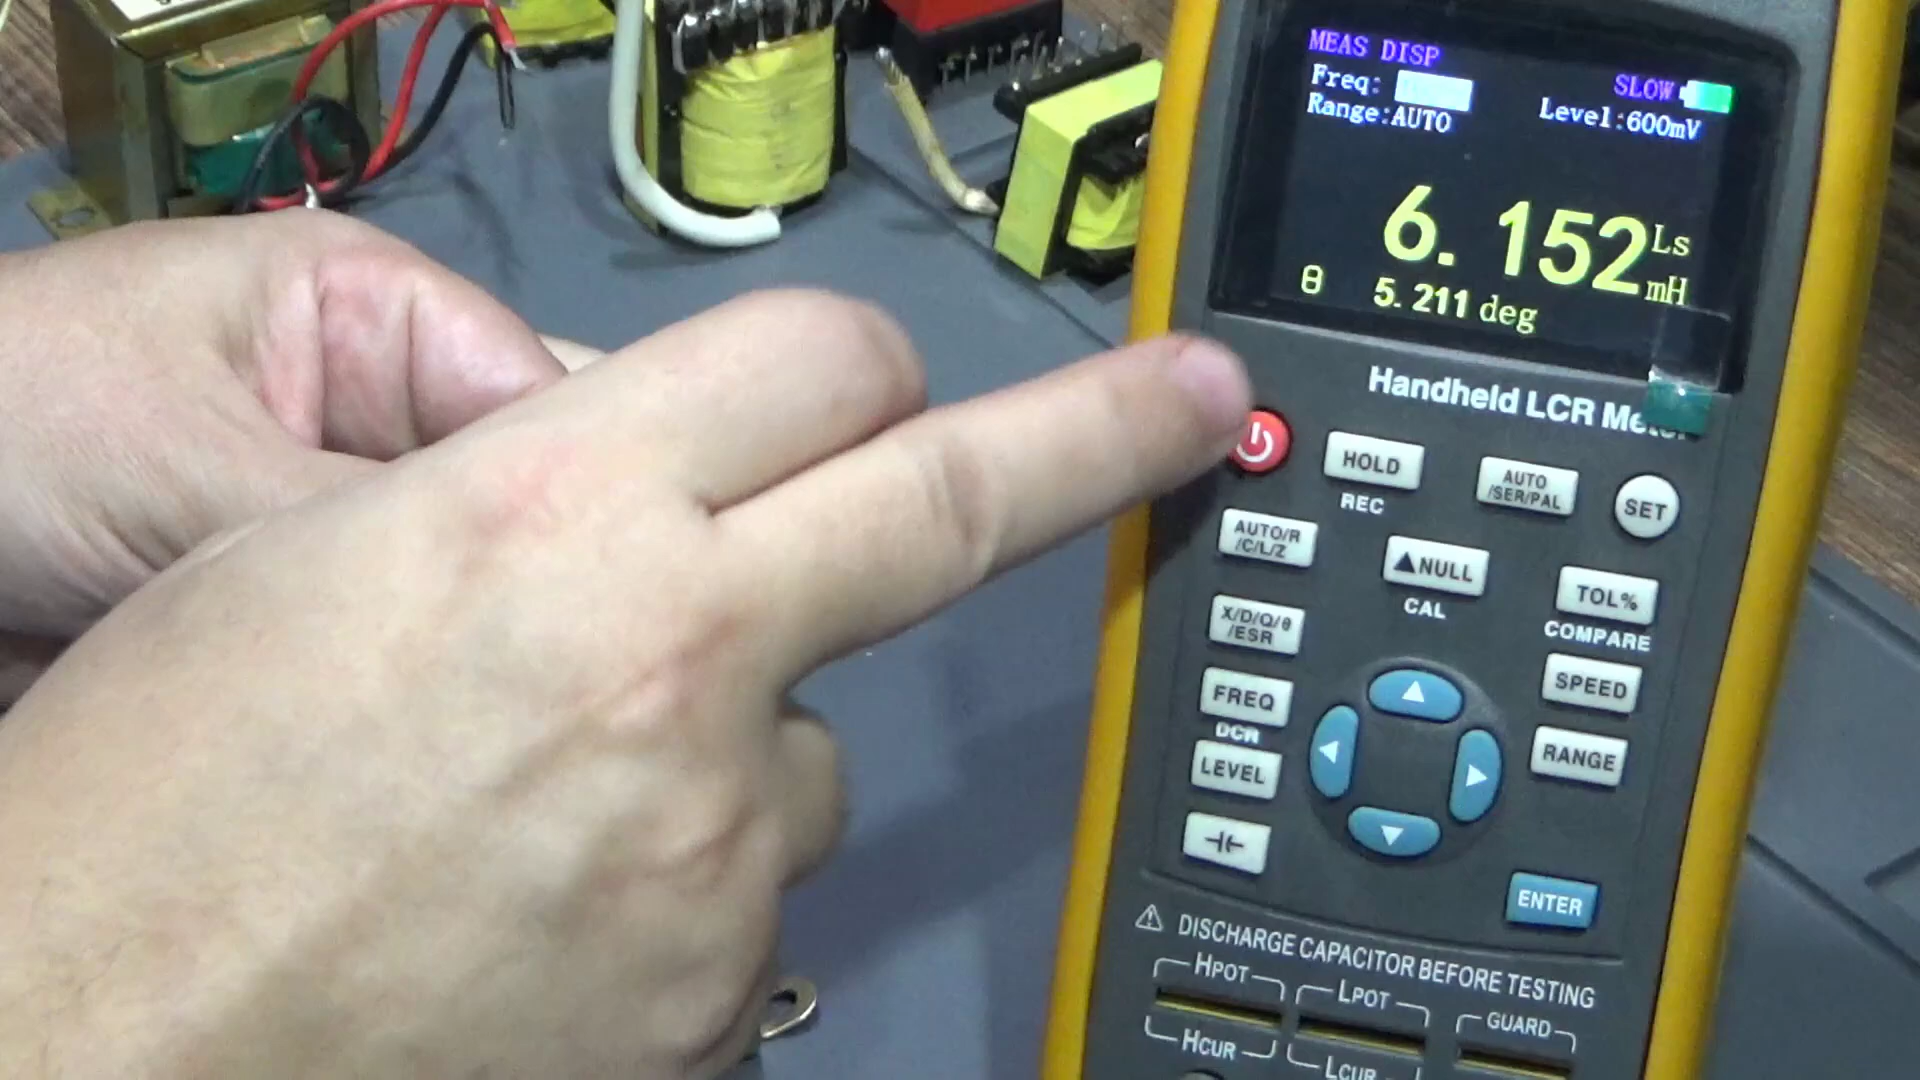 MEAS DISP
Freq:
SLOW
Range:AUTO
Level:600mV
6.152 Ls
mH
θ 5.211 deg
Handheld LCR Meter
HOLD
REC
AUTO
/SER/PAL
SET
AUTO/R
/C/L/Z
▲NULL
CAL
TOL%
COMPARE
X/D/Q/θ
/ESR
FREQ
DCR
SPEED
LEVEL
RANGE
ENTER
DISCHARGE CAPACITOR BEFORE TESTING
HPOT
LPOT
GUARD
HCUR
LCUR